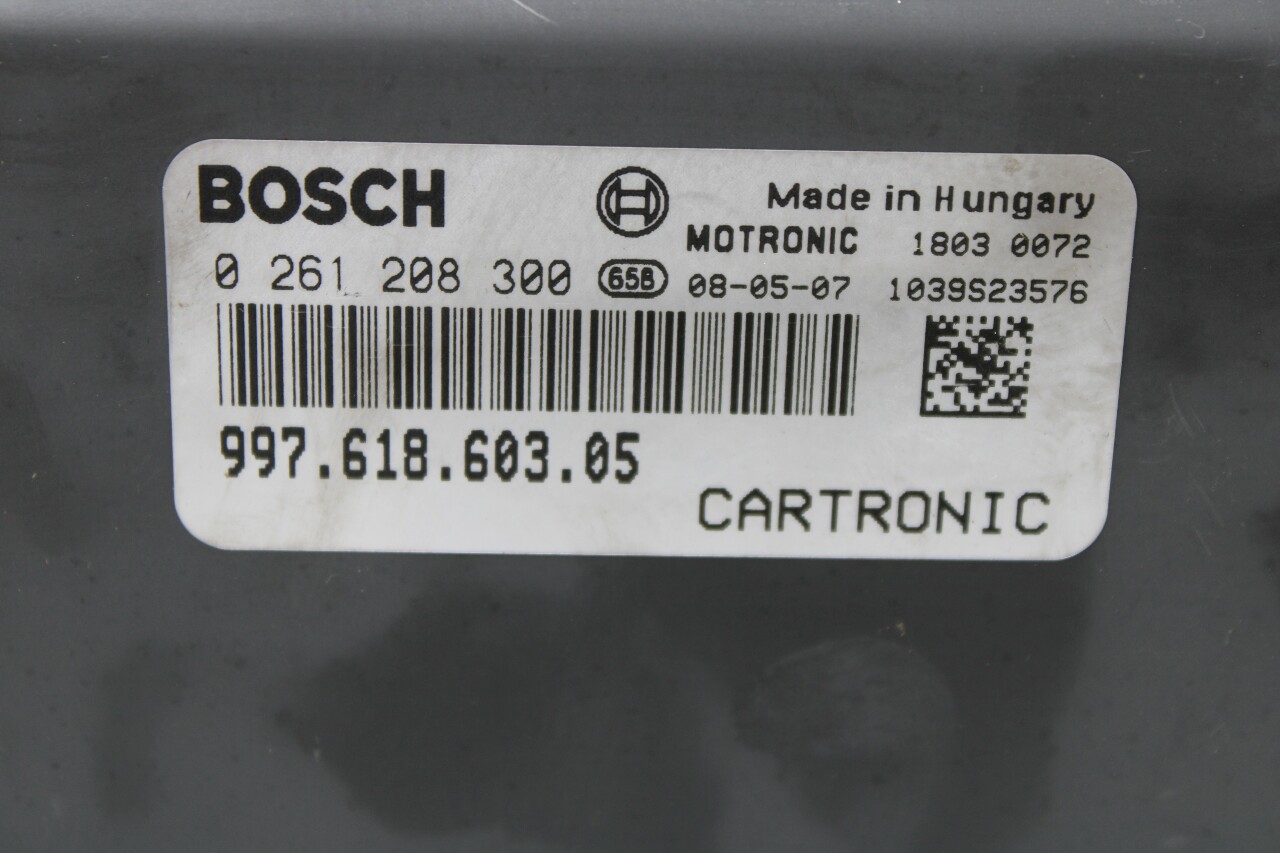 BOSCH
Made in Hungary
MOTRONIC 1803 0072
0 261 208 300 65B 08-05-07 1039S23576
997.618.603.05
CARTRONIC